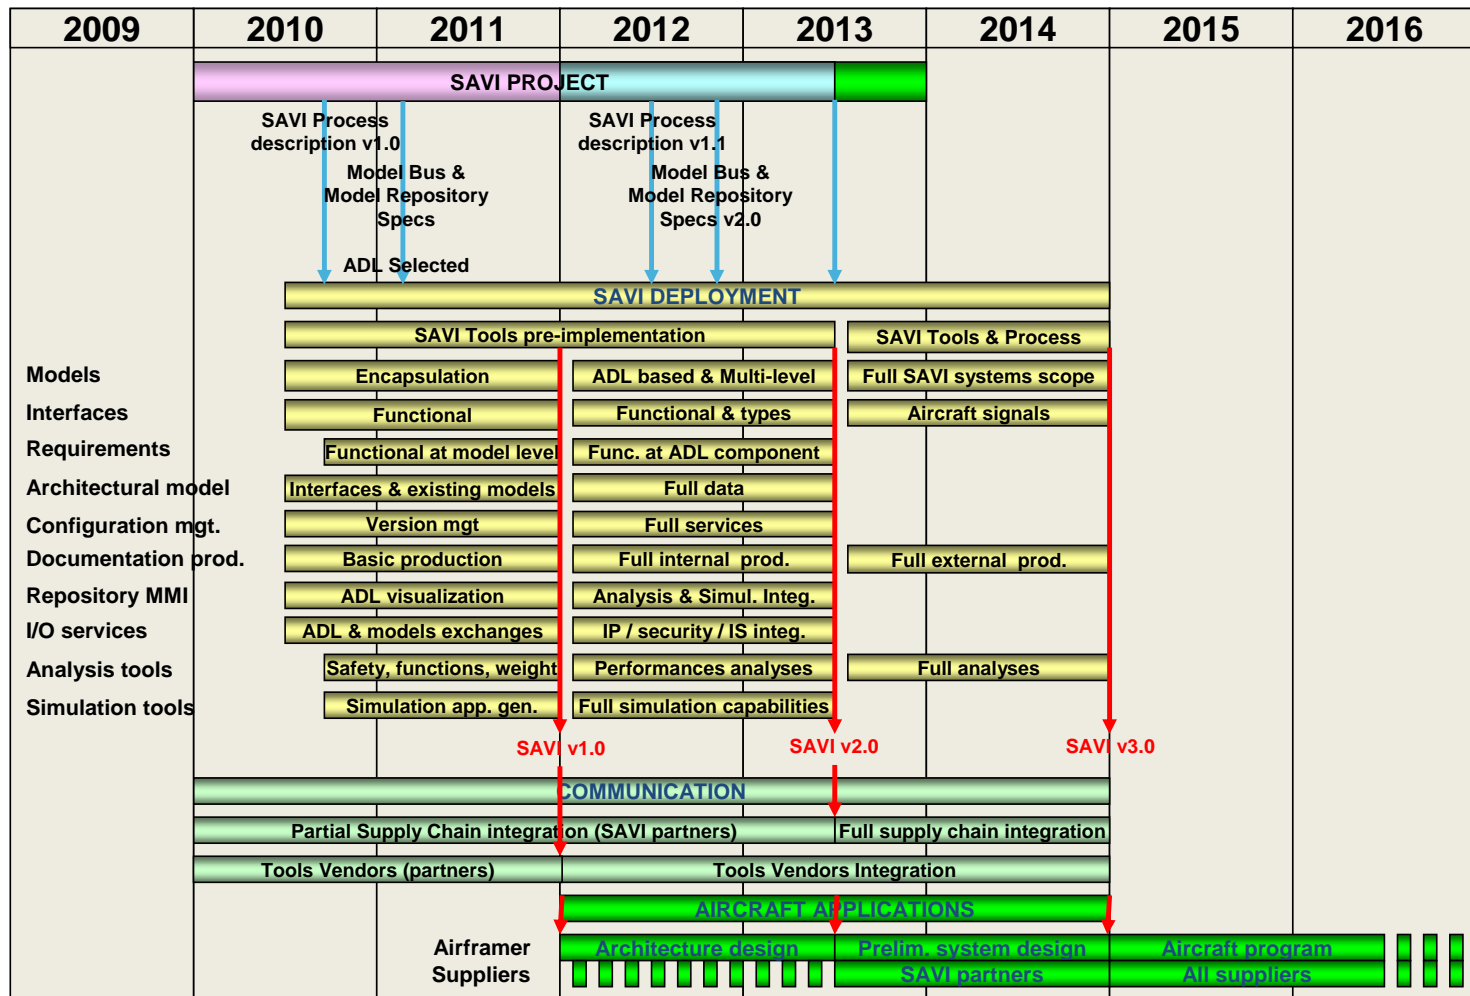 2009 2010 2011 2012 2013 2014 2015 2016
SAVI PROJECT
SAVI Process
description v1.0
SAVI Process
description v1.1
Model Bus &
Model Repository
Specs
Model Bus &
Model Repository
Specs v2.0
ADL Selected
SAVI DEPLOYMENT
SAVI Tools pre-implementation SAVI Tools & Process
Models Encapsulation ADL based & Multi-level Full SAVI systems scope
Interfaces Functional Functional & types Aircraft signals
Requirements Functional at model level Func. at ADL component
Architectural model Interfaces & existing models Full data
Configuration mgt. Version mgt Full services
Documentation prod. Basic production Full internal prod. Full external prod.
Repository MMI ADL visualization Analysis & Simul. Integ.
I/O services ADL & models exchanges IP / security / IS integ.
Analysis tools Safety, functions, weight Performances analyses Full analyses
Simulation tools Simulation app. gen. Full simulation capabilities
SAVI v1.0 SAVI v2.0 SAVI v3.0
COMMUNICATION
Partial Supply Chain integration (SAVI partners) Full supply chain integration
Tools Vendors (partners) Tools Vendors Integration
AIRCRAFT APPLICATIONS
Airframer Architecture design Prelim. system design Aircraft program
Suppliers SAVI partners All suppliers